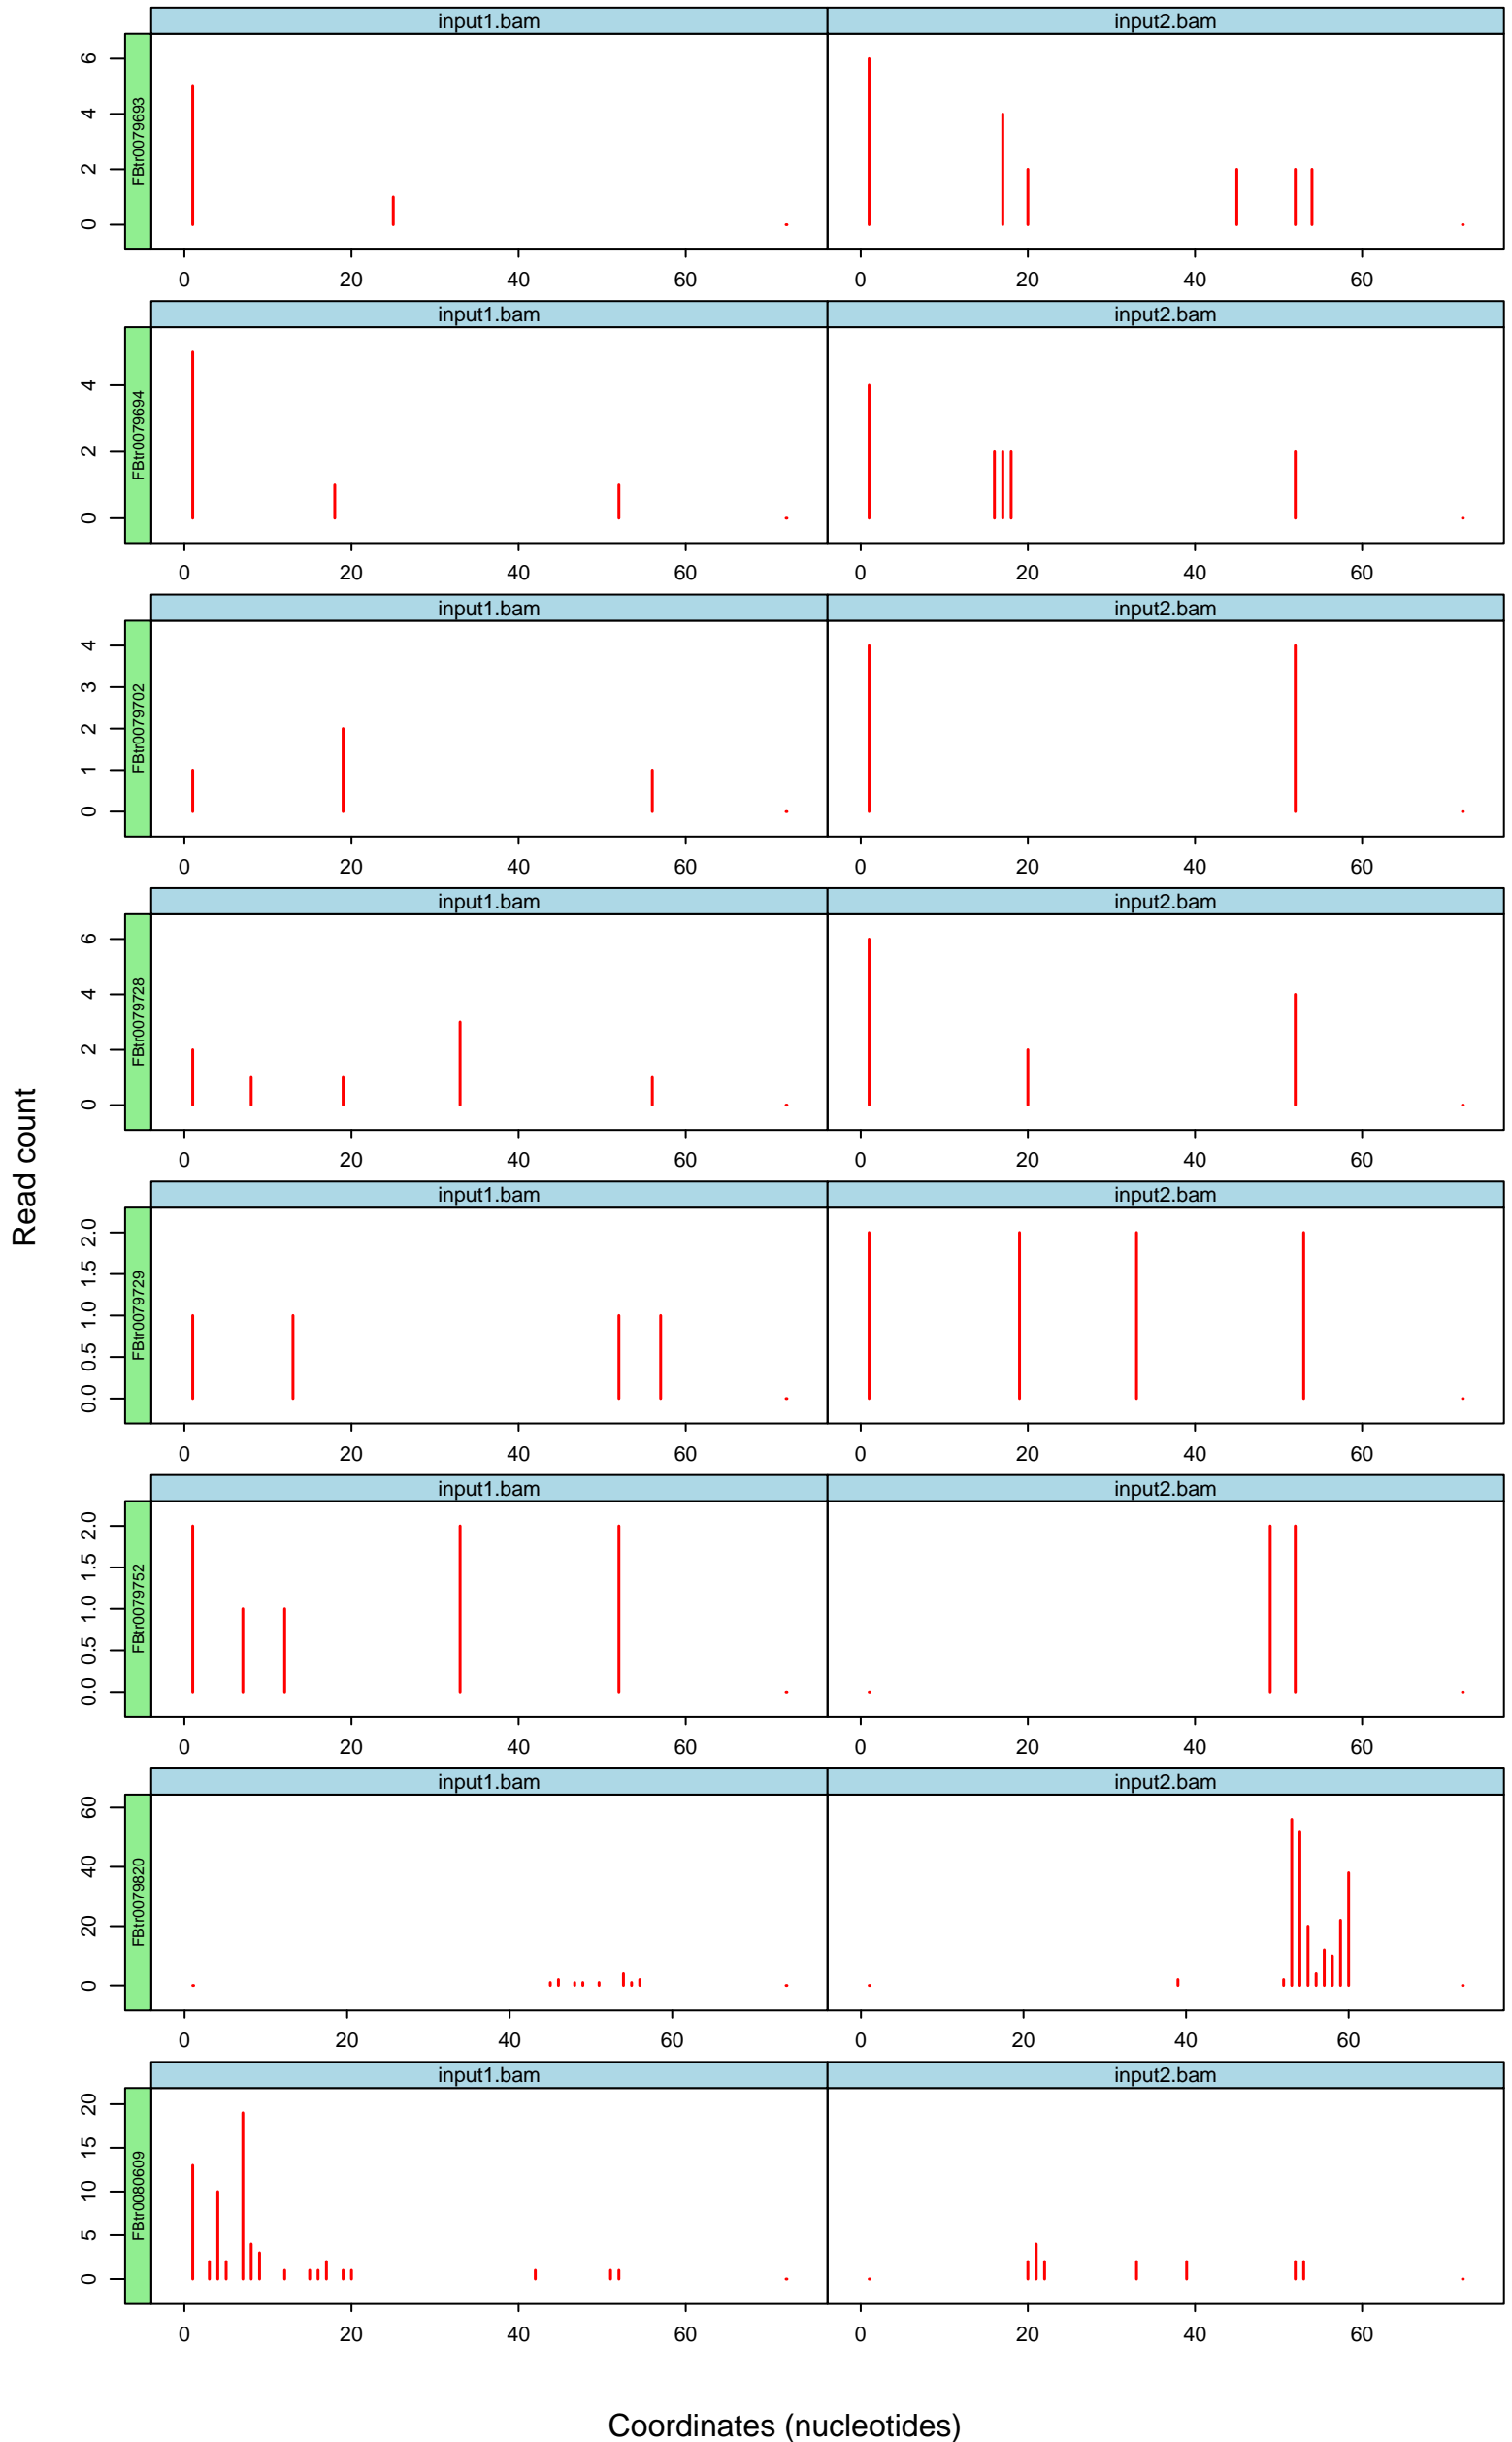 input1.bam input2.bam
FBtr0079693
6
4
2
0
0 20 40 60 0 20 40 60
input1.bam input2.bam
FBtr0079694
4
2
0
0 20 40 60 0 20 40 60
input1.bam input2.bam
FBtr0079702
4
3
2
1
0
0 20 40 60 0 20 40 60
input1.bam input2.bam
FBtr0079728
6
4
2
0
0 20 40 60 0 20 40 60
Read count
input1.bam input2.bam
FBtr0079729
2.0
1.5
1.0
0.5
0.0
0 20 40 60 0 20 40 60
input1.bam input2.bam
FBtr0079752
2.0
1.5
1.0
0.5
0.0
0 20 40 60 0 20 40 60
input1.bam input2.bam
FBtr0079820
60
40
20
0
0 20 40 60 0 20 40 60
input1.bam input2.bam
FBtr0080609
20
15
10
5
0
0 20 40 60 0 20 40 60
Coordinates (nucleotides)